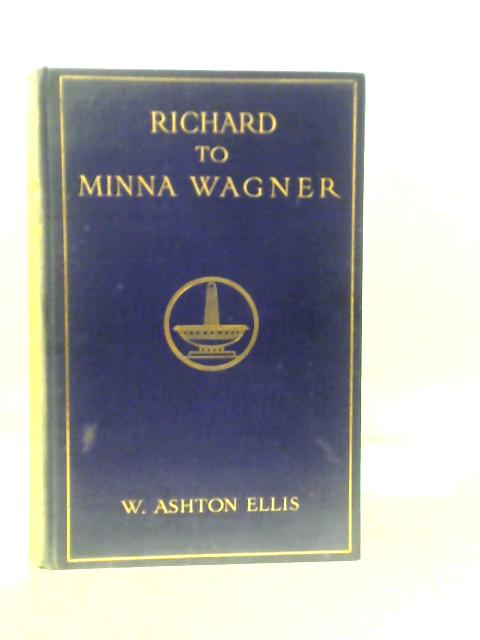 RICHARD
TO
MINNA WAGNER
W. ASHTON ELLIS